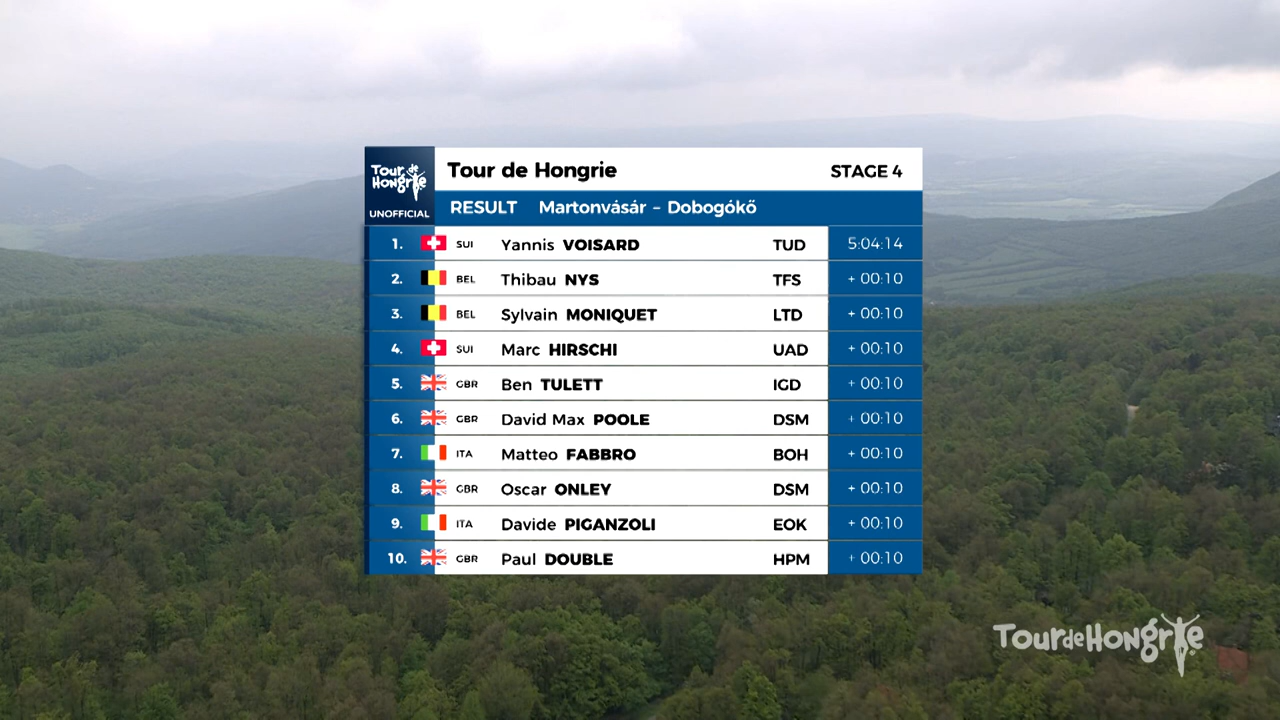 Tour de Hongrie
UNOFFICIAL
Tour de Hongrie STAGE 4
RESULT Martonvásár - Dobogókő
1. SUI Yannis VOISARD TUD 5:04:14
2. BEL Thibau NYS TFS + 00:10
3. BEL Sylvain MONIQUET LTD + 00:10
4. SUI Marc HIRSCHI UAD + 00:10
5. GBR Ben TULETT IGD + 00:10
6. GBR David Max POOLE DSM + 00:10
7. ITA Matteo FABBRO BOH + 00:10
8. GBR Oscar ONLEY DSM + 00:10
9. ITA Davide PIGANZOLI EOK + 00:10
10. GBR Paul DOUBLE HPM + 00:10
Tour de Hongrie